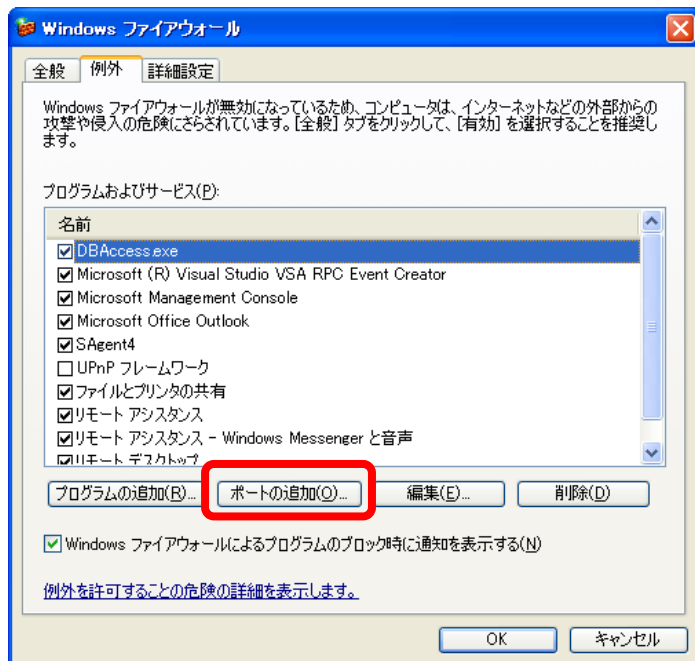 Windows ファイアウォール
全般 例外 詳細設定
Windows ファイアウォールが無効になっているため、コンピュータは、インターネットなどの外部からの
攻撃や侵入の危険にさらされています。[全般] タブをクリックして、[有効] を選択することを推奨し
ます。
プログラムおよびサービス(P):
名前
DBAccess.exe
Microsoft (R) Visual Studio VSA RPC Event Creator
Microsoft Management Console
Microsoft Office Outlook
SAgent4
UPnP フレームワーク
ファイルとプリンタの共有
リモート アシスタンス
リモート アシスタンス - Windows Messenger と音声
リモート デスクトップ
プログラムの追加(R)... ポートの追加(O)... 編集(E)... 削除(D)
Windows ファイアウォールによるプログラムのブロック時に通知を表示する(N)
例外を許可することの危険の詳細を表示します。
OK キャンセル